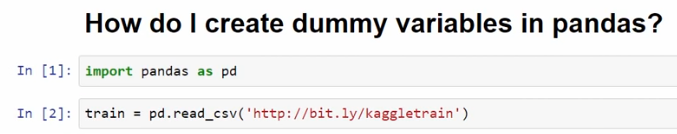 How do I create dummy variables in pandas?
In [1]: import pandas as pd
In [2]: train = pd.read_csv('http://bit.ly/kaggletrain')